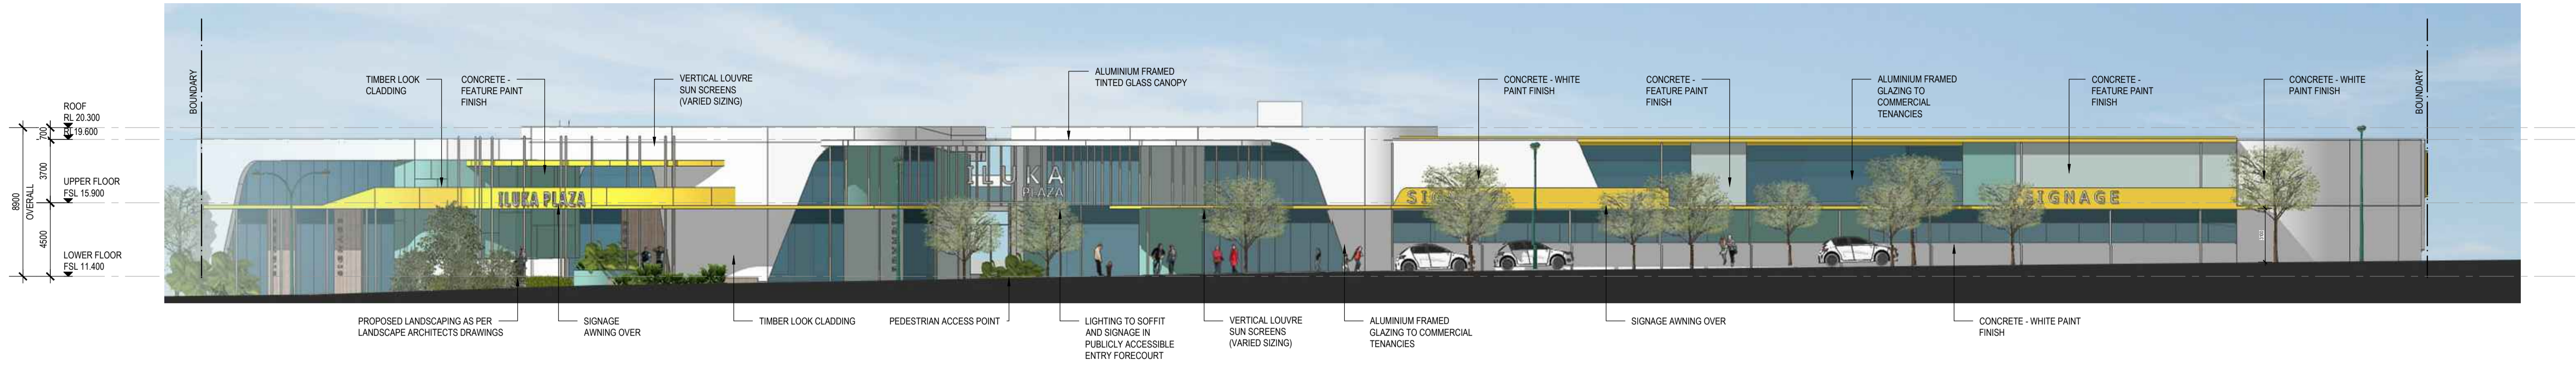 BOUNDARY
TIMBER LOOK
CLADDING
CONCRETE -
FEATURE PAINT
FINISH
VERTICAL LOUVRE
SUN SCREENS
(VARIED SIZING)
ALUMINIUM FRAMED
TINTED GLASS CANOPY
CONCRETE - WHITE
PAINT FINISH
CONCRETE -
FEATURE PAINT
FINISH
ALUMINIUM FRAMED
GLAZING TO
COMMERCIAL
TENANCIES
CONCRETE -
FEATURE PAINT
FINISH
CONCRETE - WHITE
PAINT FINISH
BOUNDARY
ROOF
RL 20.300
RL19.600
UPPER FLOOR
FSL 15.900
LOWER FLOOR
FSL 11.400
8900
OVERALL
700
3700
4500
ILUKA PLAZA
ILUKA
PLAZA
SIGNAGE
PROPOSED LANDSCAPING AS PER
LANDSCAPE ARCHITECTS DRAWINGS
SIGNAGE
AWNING OVER
TIMBER LOOK CLADDING
PEDESTRIAN ACCESS POINT
LIGHTING TO SOFFIT
AND SIGNAGE IN
PUBLICLY ACCESSIBLE
ENTRY FORECOURT
VERTICAL LOUVRE
SUN SCREENS
(VARIED SIZING)
ALUMINIUM FRAMED
GLAZING TO COMMERCIAL
TENANCIES
SIGNAGE AWNING OVER
CONCRETE - WHITE PAINT
FINISH